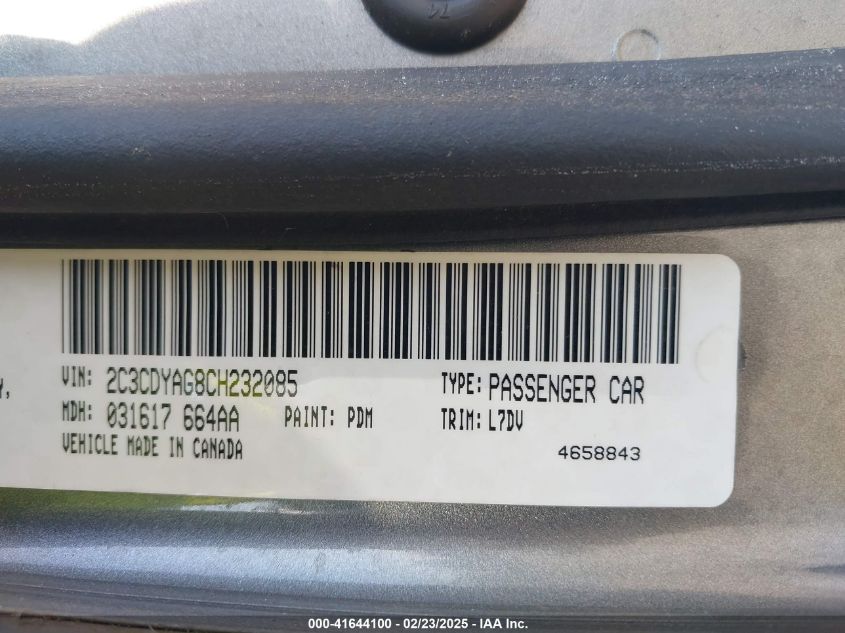 VIN: 2C3CDYAG8CH232085 TYPE: PASSENGER CAR
MDH: 031617 664AA PAINT: PDM TRIM: L7DV
VEHICLE MADE IN CANADA 4658843
000-41644100 - 02/23/2025 - IAA Inc.